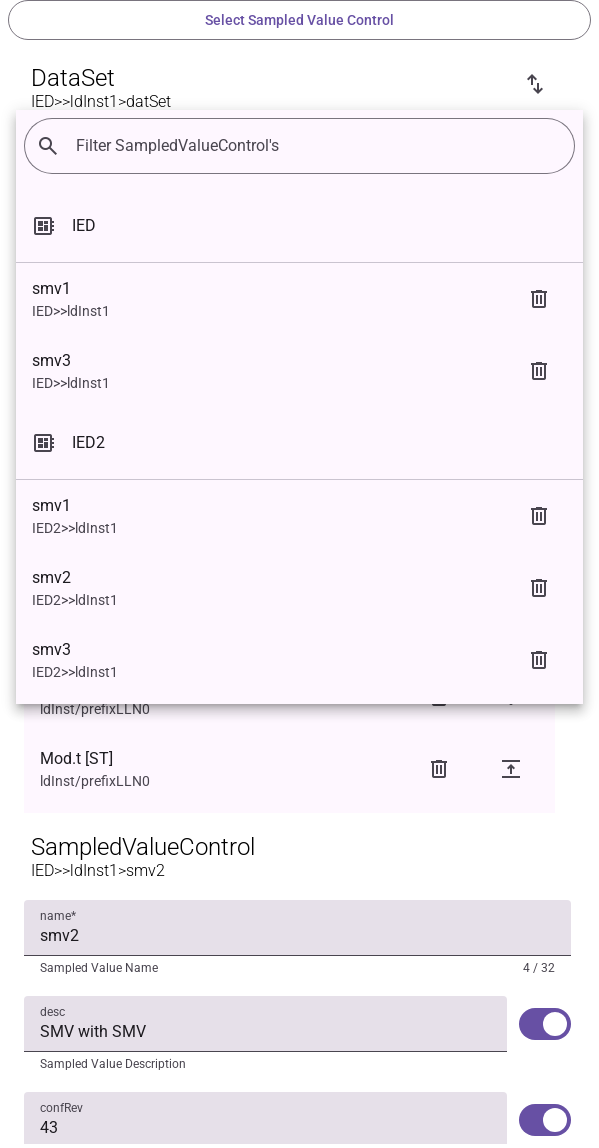 Select Sampled Value Control
DataSet
IED>>ldInst1>datSet
Filter SampledValueControl's
IED
smv1
IED>>ldInst1
smv3
IED>>ldInst1
IED2
smv1
IED2>>ldInst1
smv2
IED2>>ldInst1
smv3
IED2>>ldInst1
ldInst/prefixLLN0
Mod.t [ST]
ldInst/prefixLLN0
SampledValueControl
IED>>ldInst1>smv2
name*
smv2
Sampled Value Name
4 / 32
desc
SMV with SMV
Sampled Value Description
confRev
43